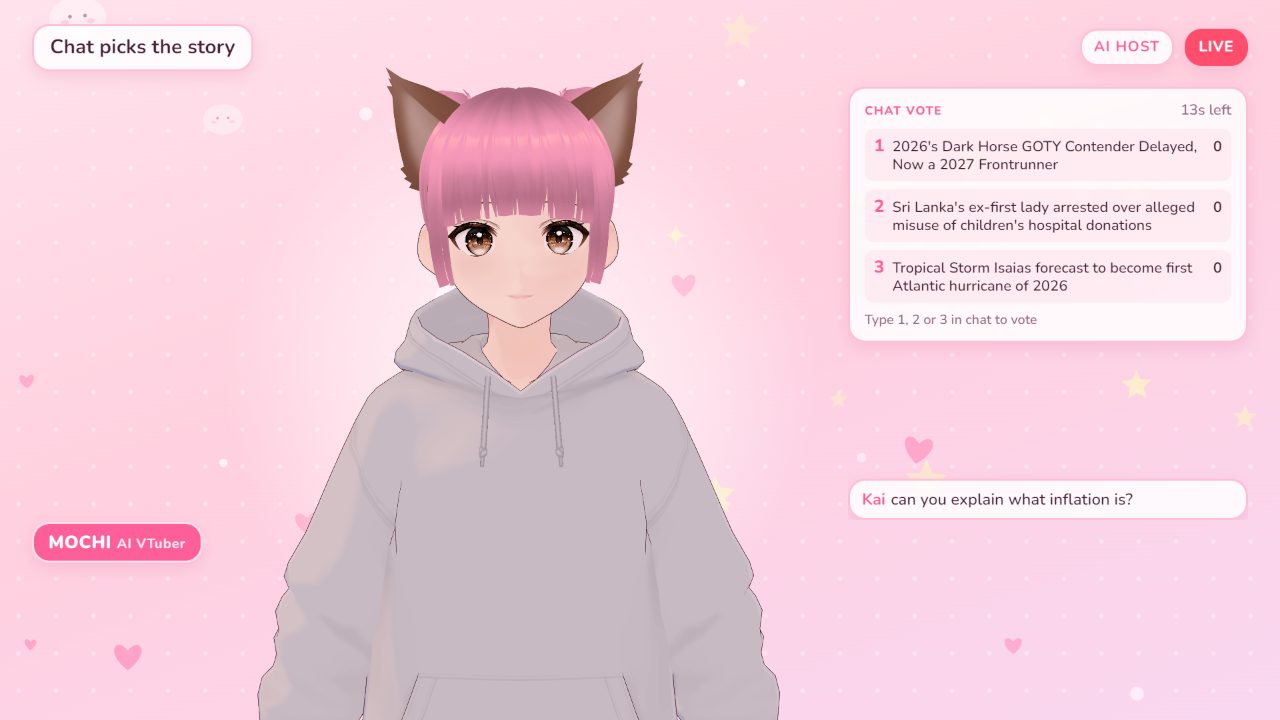 Chat picks the story
AI HOST
LIVE
CHAT VOTE
13s left
1 2026's Dark Horse GOTY Contender Delayed, 0
Now a 2027 Frontrunner
2 Sri Lanka's ex-first lady arrested over alleged 0
misuse of children's hospital donations
3 Tropical Storm Isaias forecast to become first 0
Atlantic hurricane of 2026
Type 1, 2 or 3 in chat to vote
Kai can you explain what inflation is?
MOCHI AI VTuber